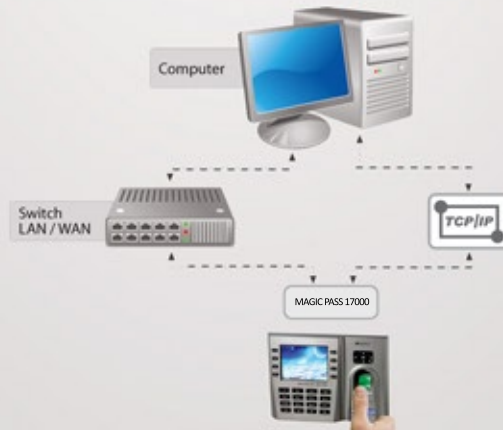 Computer
Switch
LAN / WAN
TCP/IP
MAGIC PASS 17000